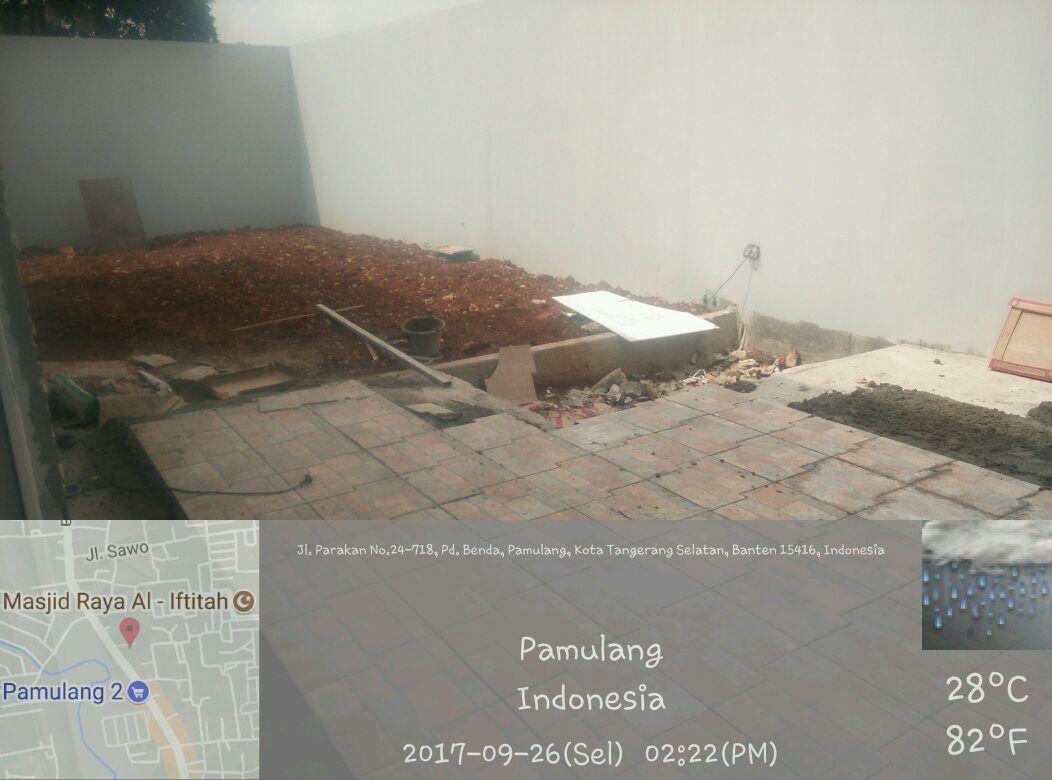 Jl. Sawo
Masjid Raya Al - Iftitah
Pamulang 2
Jl. Parakan No.24-718, Pd. Benda, Pamulang, Kota Tangerang Selatan, Banten 15416, Indonesia
Pamulang
Indonesia
2017-09-26(Sel) 02:22(PM)
28°C
82°F